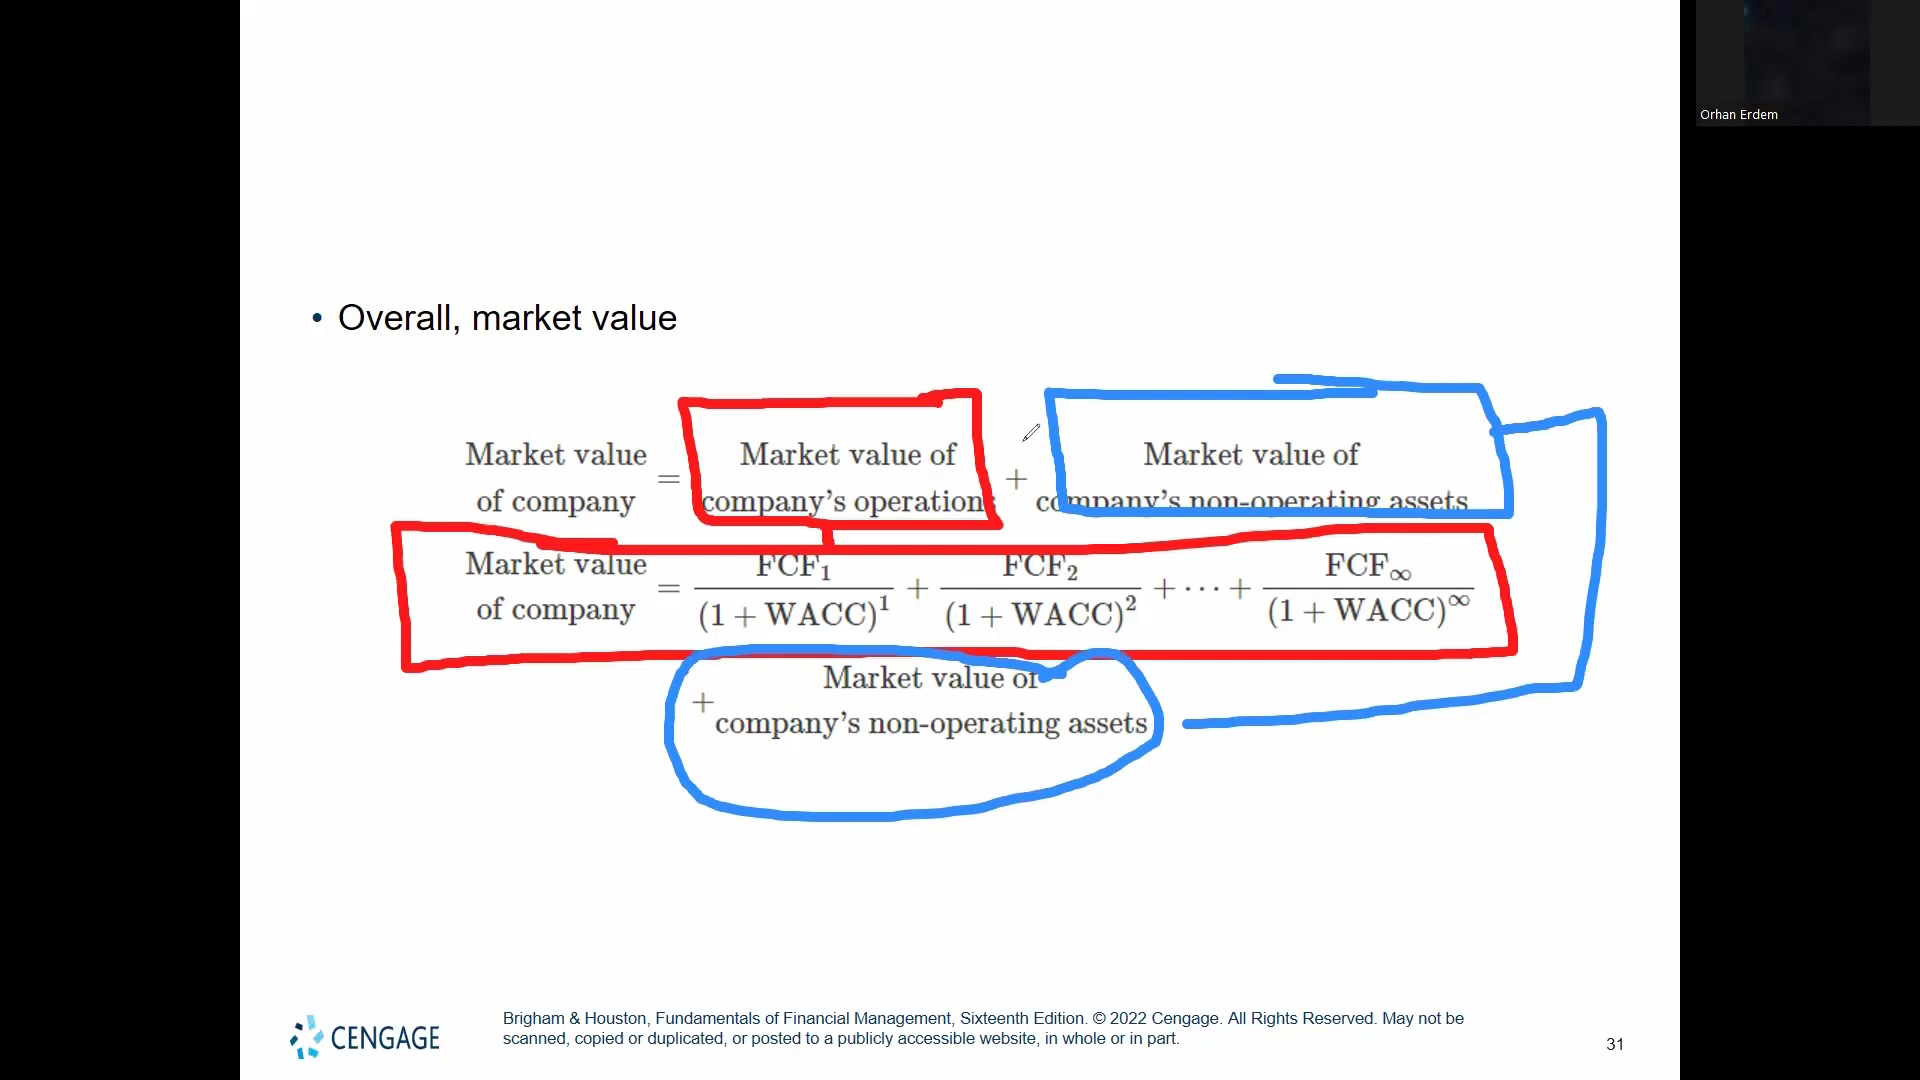 Orhan Erdem
• Overall, market value
Market value of company = Market value of company's operations + Market value of company's non-operating assets
Market value of company = FCF₁ / (1 + WACC)¹ + FCF₂ / (1 + WACC)² + ⋯ + FCF∞ / (1 + WACC)^∞
+ Market value of company's non-operating assets
CENGAGE
Brigham & Houston, Fundamentals of Financial Management, Sixteenth Edition. © 2022 Cengage. All Rights Reserved. May not be
scanned, copied or duplicated, or posted to a publicly accessible website, in whole or in part.
31